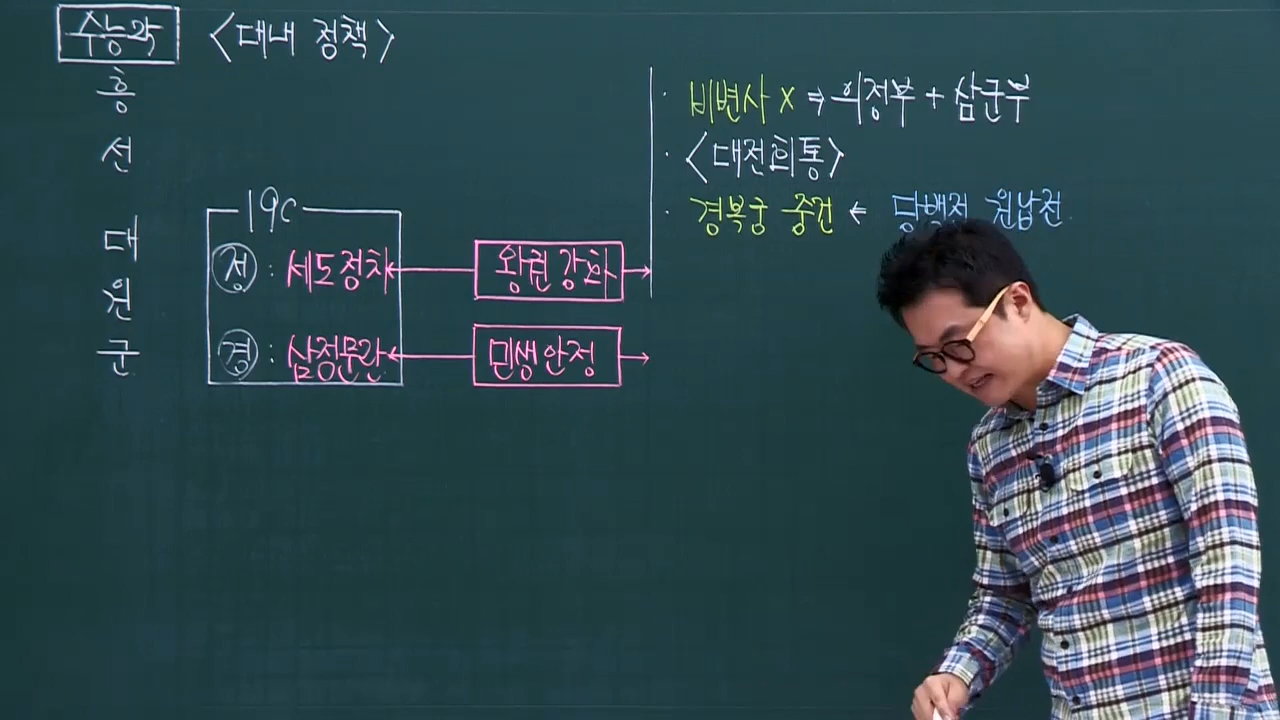 수능각 〈대내 정책〉
흥
선
대
원
군
19c
정 : 세도정치
경 : 삼정문란
왕권강화
민생안정
· 비변사 X ⇒ 의정부 + 삼군부
· 〈대전회통〉
· 경복궁 중건 ⇐ 당백전 원납전